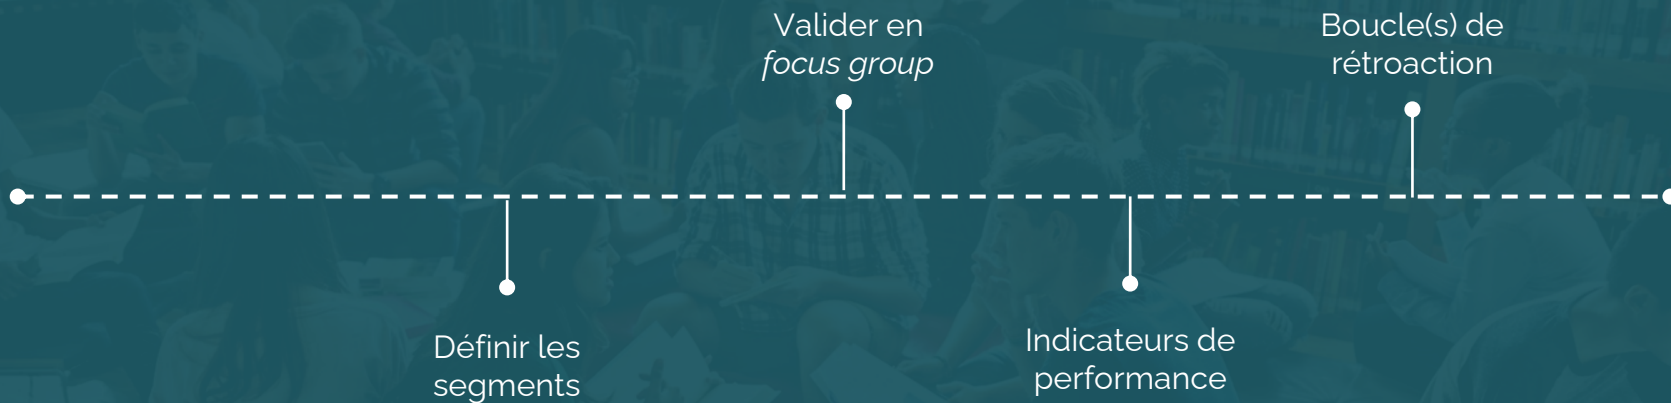 Valider en
focus group
Boucle(s) de
rétroaction
Définir les
segments
Indicateurs de
performance